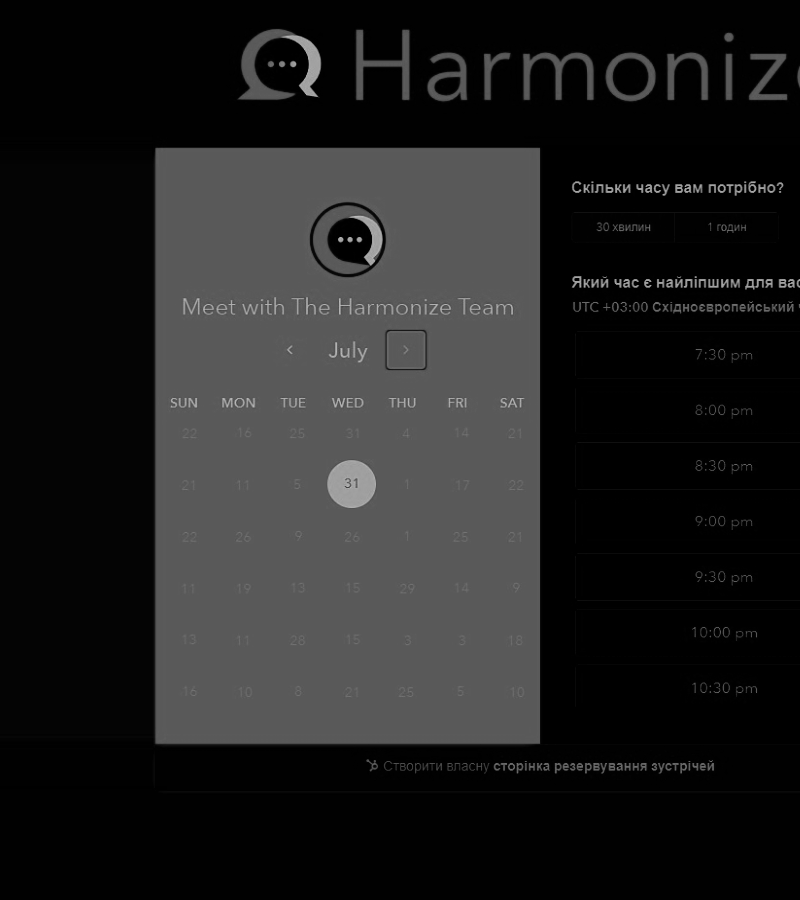 Harmonize
Meet with The Harmonize Team
July
SUN MON TUE WED THU FRI SAT
22 16 25 31 4 14 21
21 11 5 31 1 17 22
22 26 9 26 1 25 21
11 19 13 15 29 14 9
13 11 28 15 3 3 18
16 10 8 21 25 5 10
Скільки часу вам потрібно?
30 хвилин 1 годин
Який час є найліпшим для вас
UTC +03:00 Східноєвропейський
7:30 pm
8:00 pm
8:30 pm
9:00 pm
9:30 pm
10:00 pm
10:30 pm
Створити власну сторінка резервування зустрічей